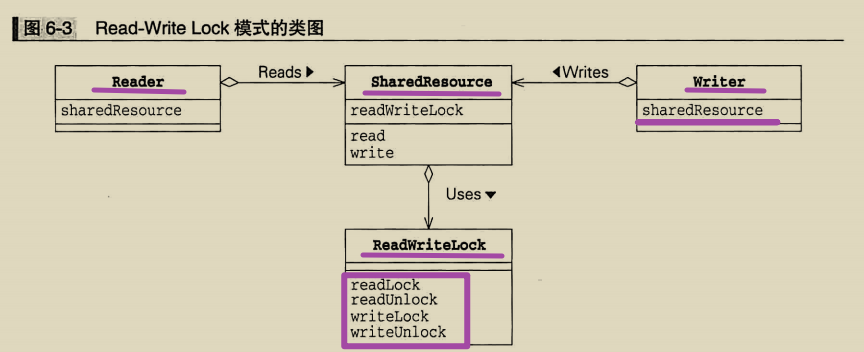 图 6-3 Read-Write Lock 模式的类图
Reader
sharedResource
Reads ▶
SharedResource
readWriteLock
read
write
◀Writes
Writer
sharedResource
Uses ▼
ReadWriteLock
readLock
readUnlock
writeLock
writeUnlock